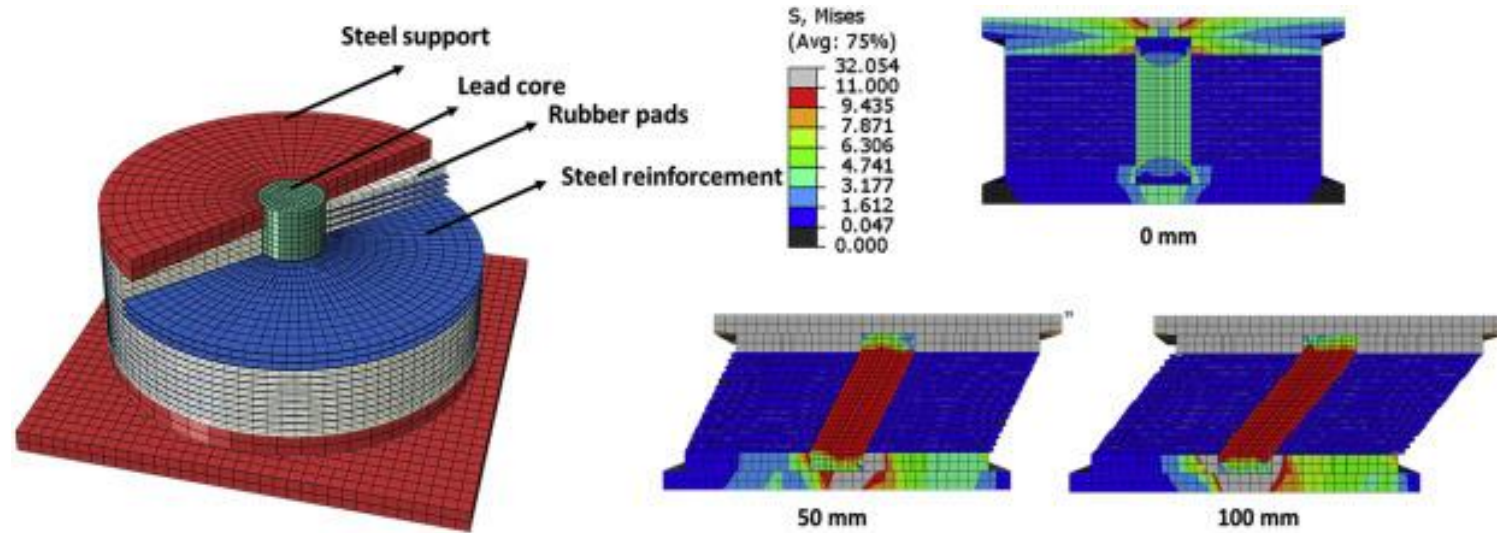 Steel support
Lead core
Rubber pads
Steel reinforcement
S, Mises
(Avg: 75%)
32.054
11.000
9.435
7.871
6.306
4.741
3.177
1.612
0.047
0.000
0 mm
"
50 mm
100 mm